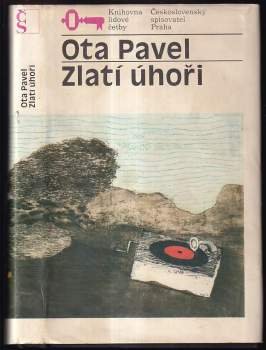 Knihovna
lidové
četby
Československý
spisovatel
Praha
Ota Pavel
Zlatí úhoři
Ota Pavel
Zlatí úhoři
ČS